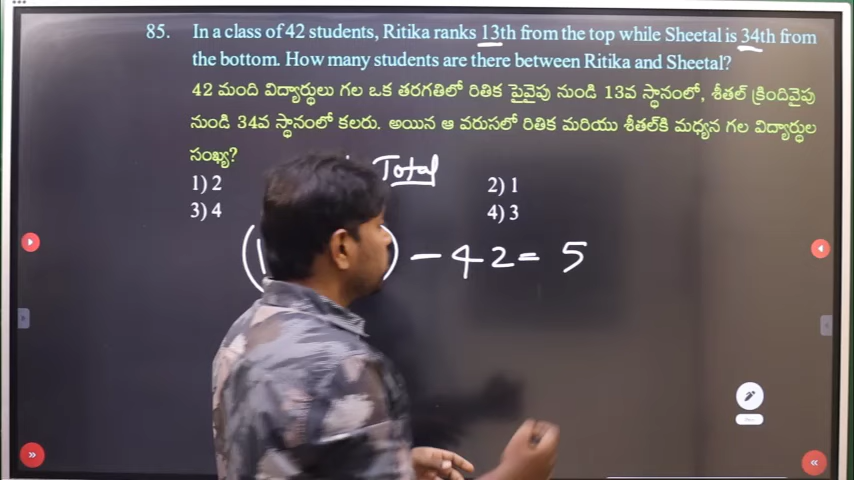 85. In a class of 42 students, Ritika ranks 13th from the top while Sheetal is 34th from
the bottom. How many students are there between Ritika and Sheetal?
42 మంది విద్యార్థులు గల ఒక తరగతిలో రితిక పైవైపు నుండి 13వ స్థానంలో, శీతల్ క్రిందివైపు
నుండి 34వ స్థానంలో కలరు. అయిన ఆ వరుసలో రితిక మరియు శీతల్‌కి మధ్యన గల విద్యార్థుల
సంఖ్య?
Total
1) 2 2) 1
3) 4 4) 3
( ) - 42 = 5